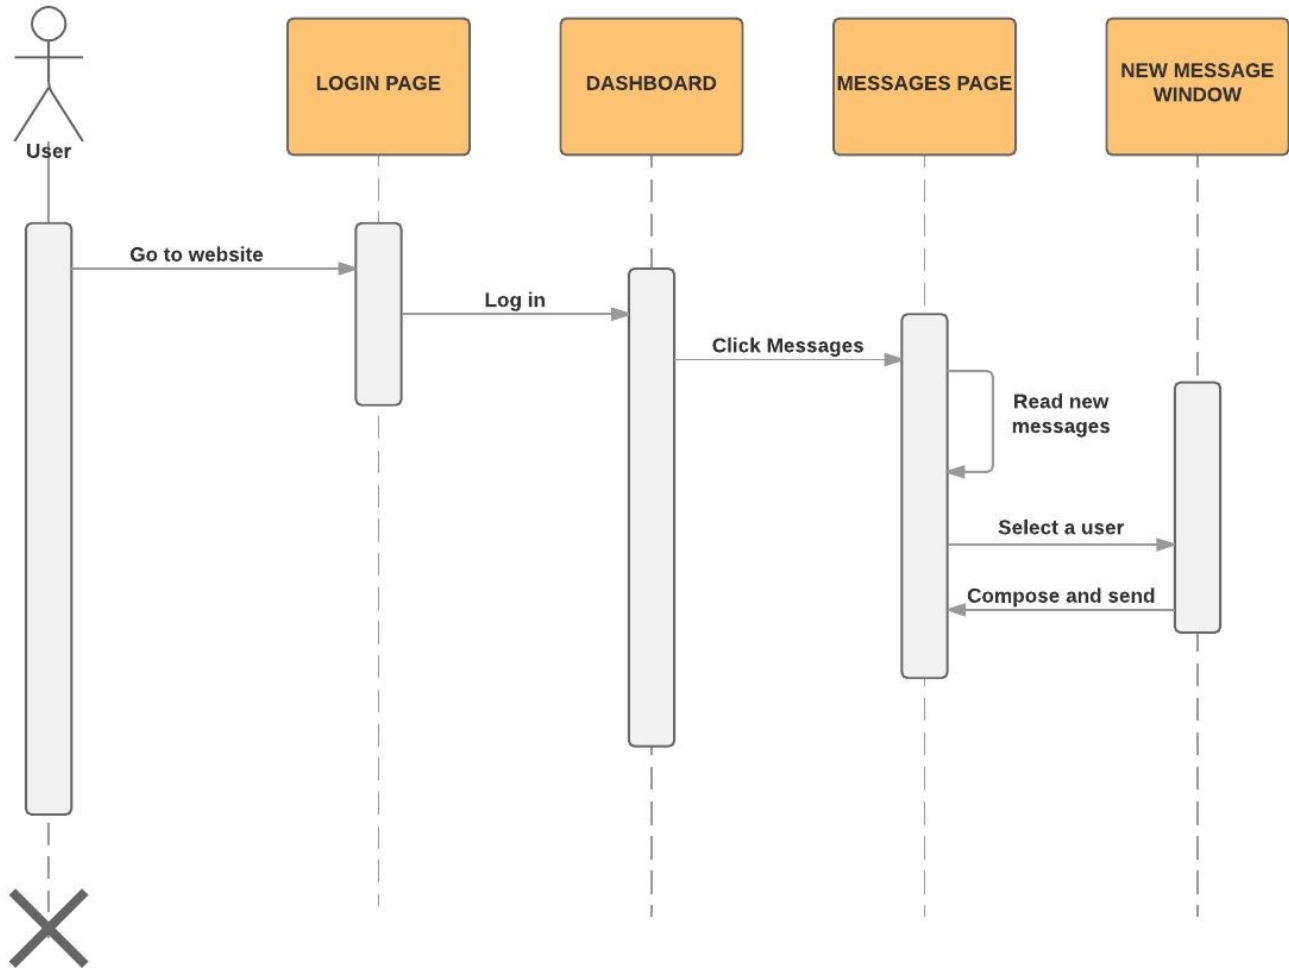 User
LOGIN PAGE
DASHBOARD
MESSAGES PAGE
NEW MESSAGE
WINDOW
Go to website
Log in
Click Messages
Read new
messages
Select a user
Compose and send